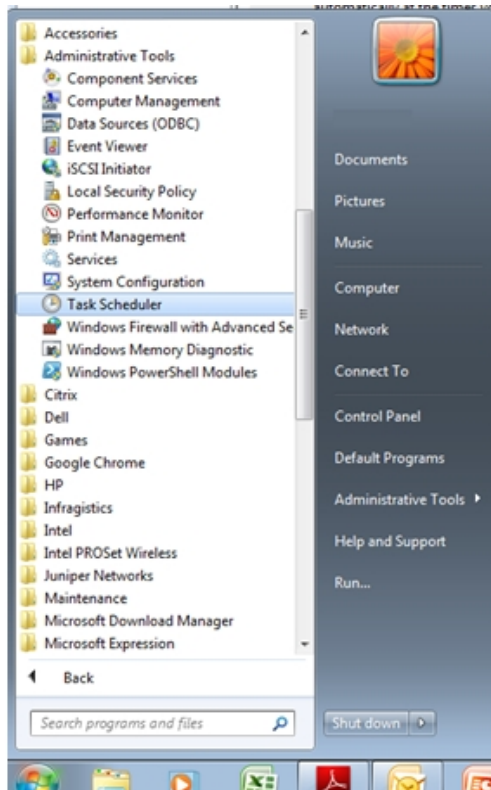 automatically at the timer
Accessories
Administrative Tools
Component Services
Computer Management
Data Sources (ODBC)
Event Viewer
iSCSI Initiator
Local Security Policy
Performance Monitor
Print Management
Services
System Configuration
Task Scheduler
Windows Firewall with Advanced Se
Windows Memory Diagnostic
Windows PowerShell Modules
Citrix
Dell
Games
Google Chrome
HP
Infragistics
Intel
Intel PROSet Wireless
Juniper Networks
Maintenance
Microsoft Download Manager
Microsoft Expression
Back
Search programs and files
Documents
Pictures
Music
Computer
Network
Connect To
Control Panel
Default Programs
Administrative Tools
Help and Support
Run...
Shut down